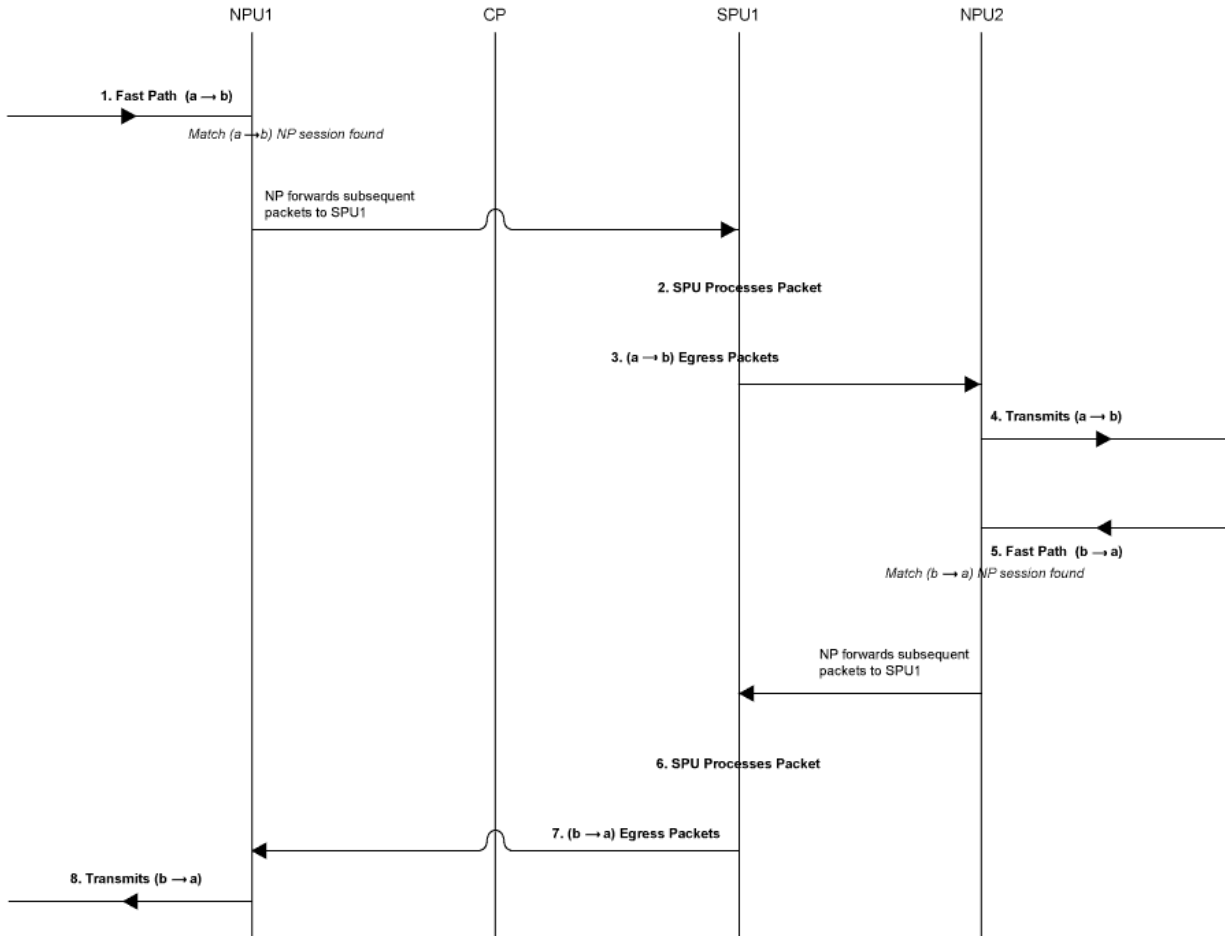 NPU1 CP SPU1 NPU2
1. Fast Path (a → b)
Match (a → b) NP session found
NP forwards subsequent
packets to SPU1
2. SPU Processes Packet
3. (a → b) Egress Packets
4. Transmits (a → b)
5. Fast Path (b → a)
Match (b → a) NP session found
NP forwards subsequent
packets to SPU1
6. SPU Processes Packet
7. (b → a) Egress Packets
8. Transmits (b → a)